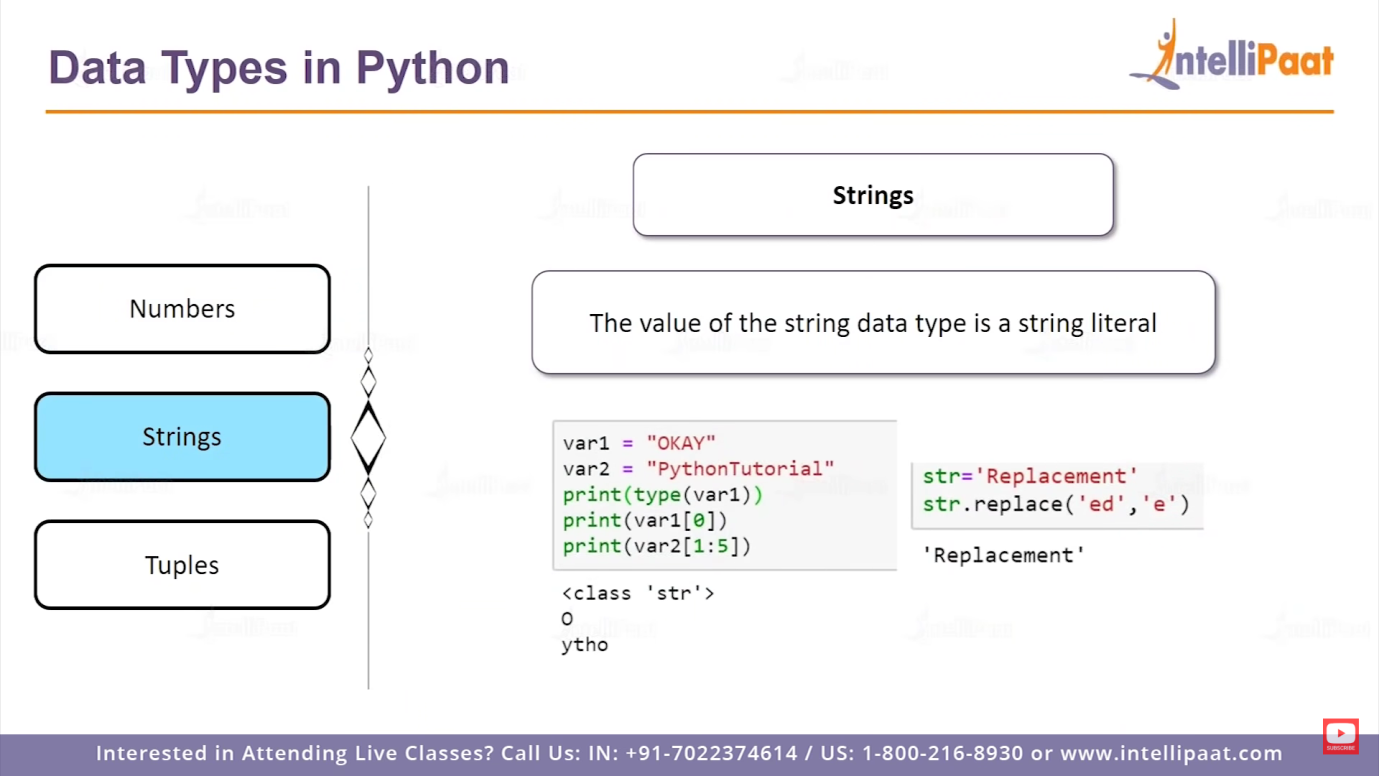 Data Types in Python
IntelliPaat
Strings
Numbers
The value of the string data type is a string literal
Strings
Tuples
var1 = "OKAY"
var2 = "PythonTutorial"
print(type(var1))
print(var1[0])
print(var2[1:5])
<class 'str'>
O
ytho
str='Replacement'
str.replace('ed','e')
'Replacement'
SUBSCRIBE
Interested in Attending Live Classes? Call Us: IN: +91-7022374614 / US: 1-800-216-8930 or www.intellipaat.com